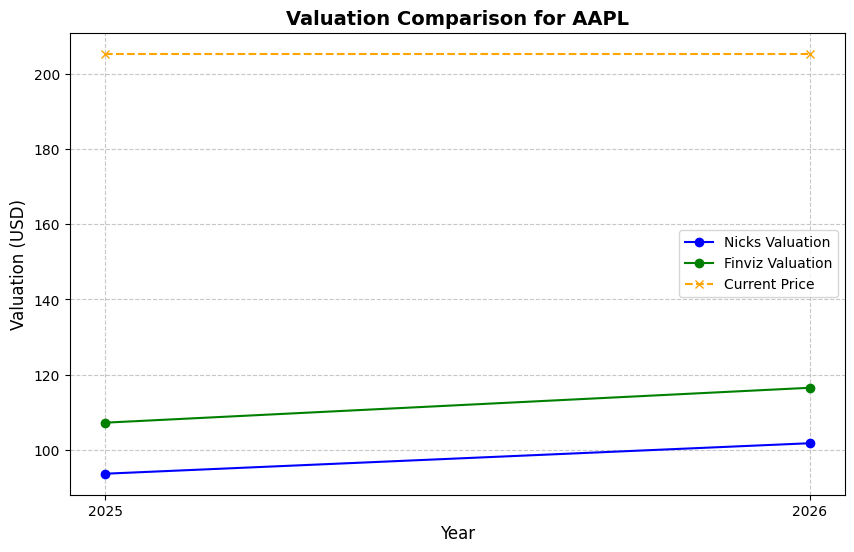 Valuation Comparison for AAPL
200
180
160
140
120
100
Valuation (USD)
Nicks Valuation
Finviz Valuation
Current Price
2025
2026
Year